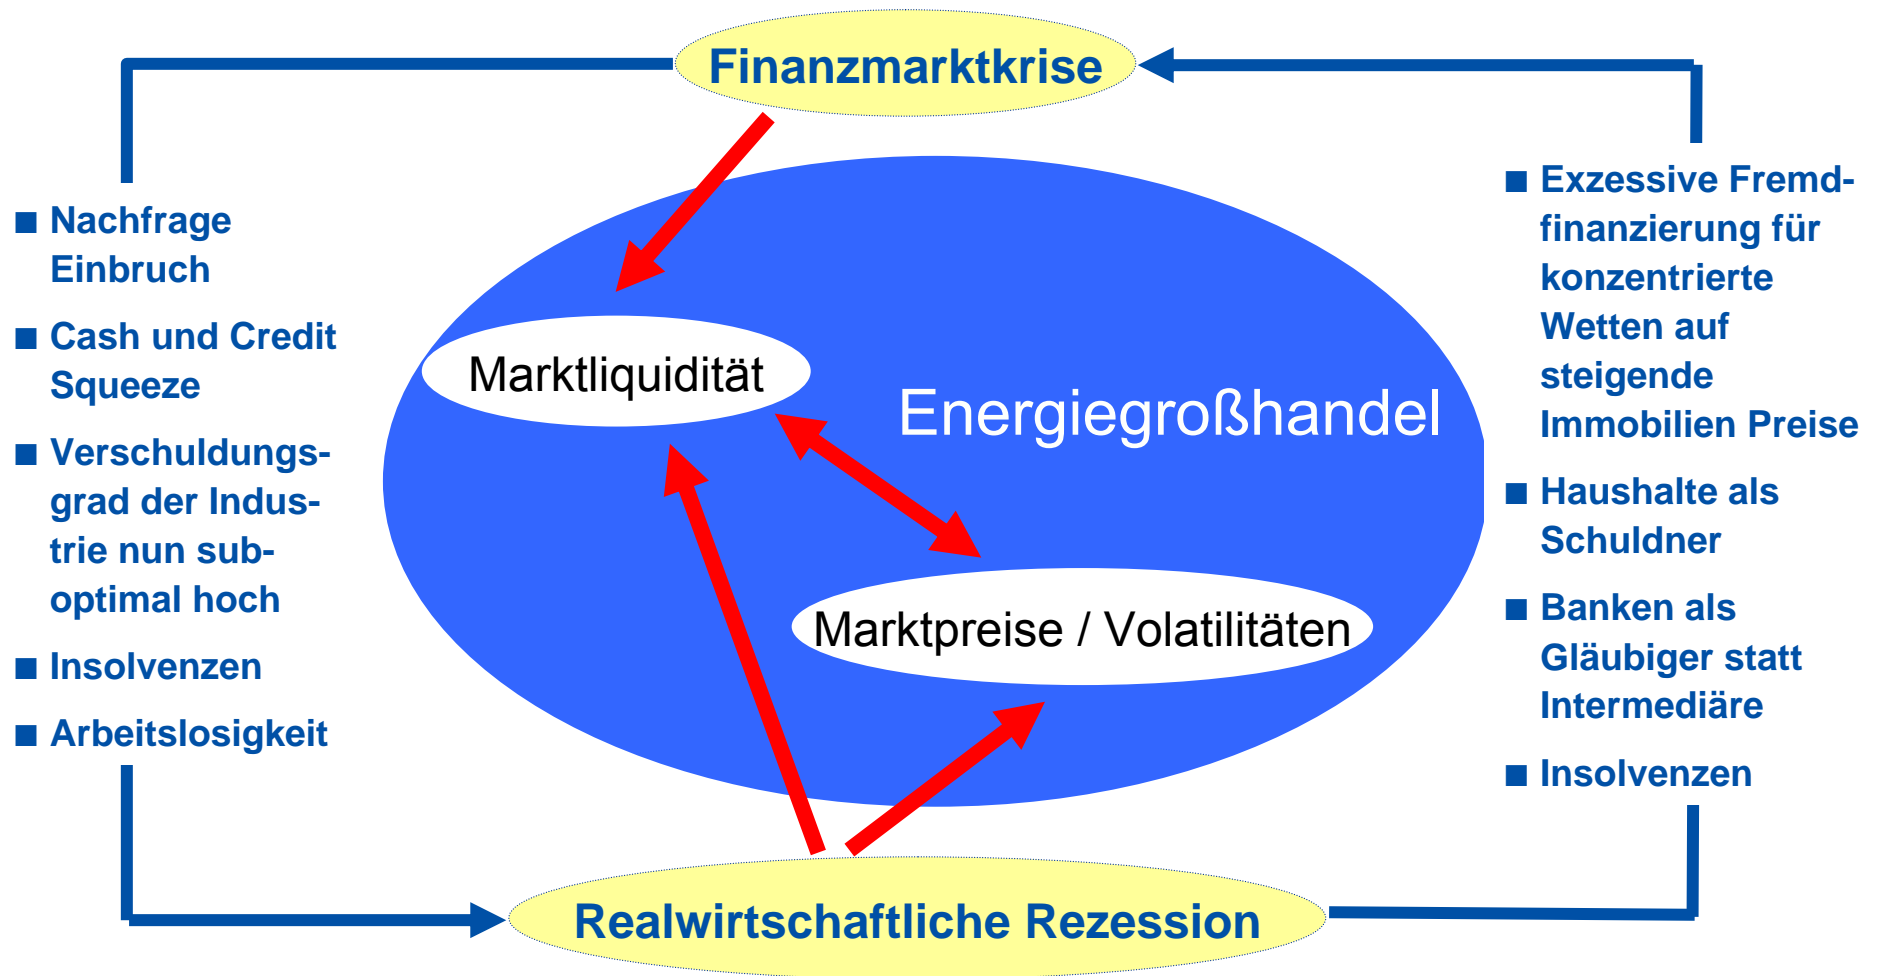 Finanzmarktkrise
■ Nachfrage
Einbruch
■ Cash und Credit
Squeeze
■ Verschuldungs-
grad der Indus-
trie nun sub-
optimal hoch
■ Insolvenzen
■ Arbeitslosigkeit
Marktliquidität
Energiegroßhandel
Marktpreise / Volatilitäten
■ Exzessive Fremd-
finanzierung für
konzentrierte
Wetten auf
steigende
Immobilien Preise
■ Haushalte als
Schuldner
■ Banken als
Gläubiger statt
Intermediäre
■ Insolvenzen
Realwirtschaftliche Rezession